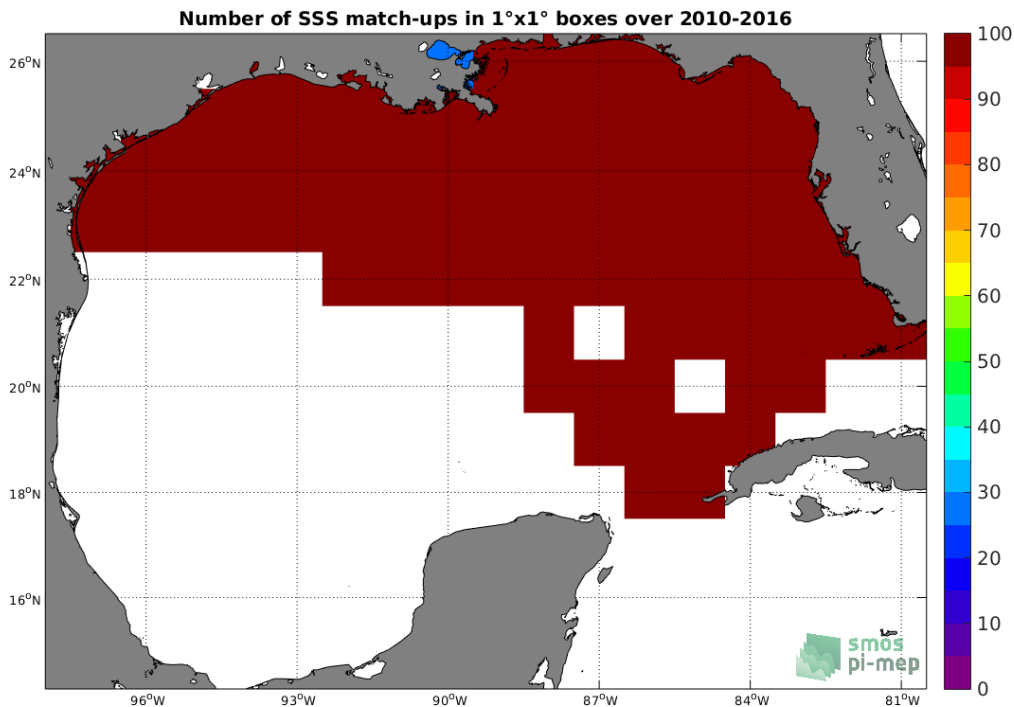 Number of SSS match-ups in 1°x1° boxes over 2010-2016
26°N
24°N
22°N
20°N
18°N
16°N
96°W
93°W
90°W
87°W
84°W
81°W
100
90
80
70
60
50
40
30
20
10
0
smos
pi-mep